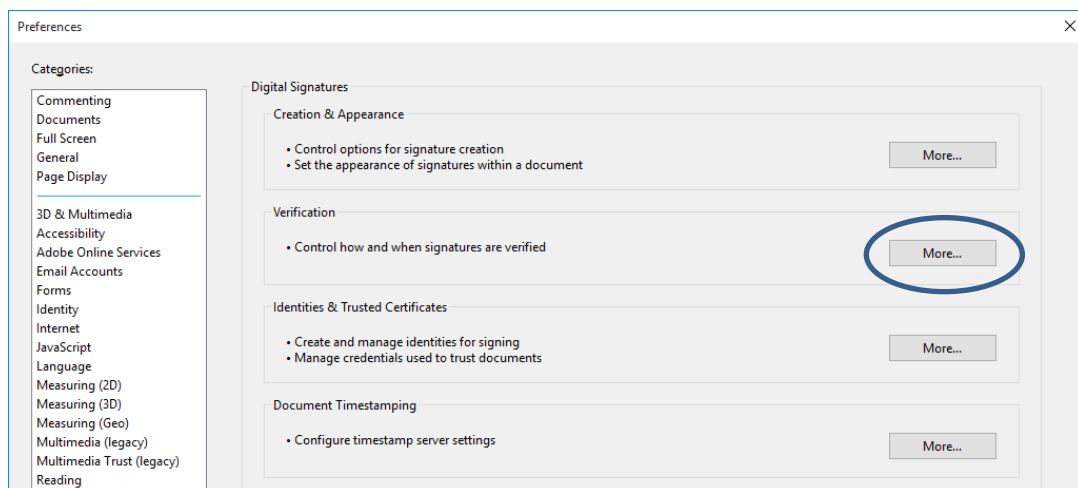 Preferences
Categories:
Commenting
Documents
Full Screen
General
Page Display
3D & Multimedia
Accessibility
Adobe Online Services
Email Accounts
Forms
Identity
Internet
JavaScript
Language
Measuring (2D)
Measuring (3D)
Measuring (Geo)
Multimedia (legacy)
Multimedia Trust (legacy)
Reading
Digital Signatures
Creation & Appearance
• Control options for signature creation
• Set the appearance of signatures within a document
More...
Verification
• Control how and when signatures are verified
More...
Identities & Trusted Certificates
• Create and manage identities for signing
• Manage credentials used to trust documents
More...
Document Timestamping
• Configure timestamp server settings
More...